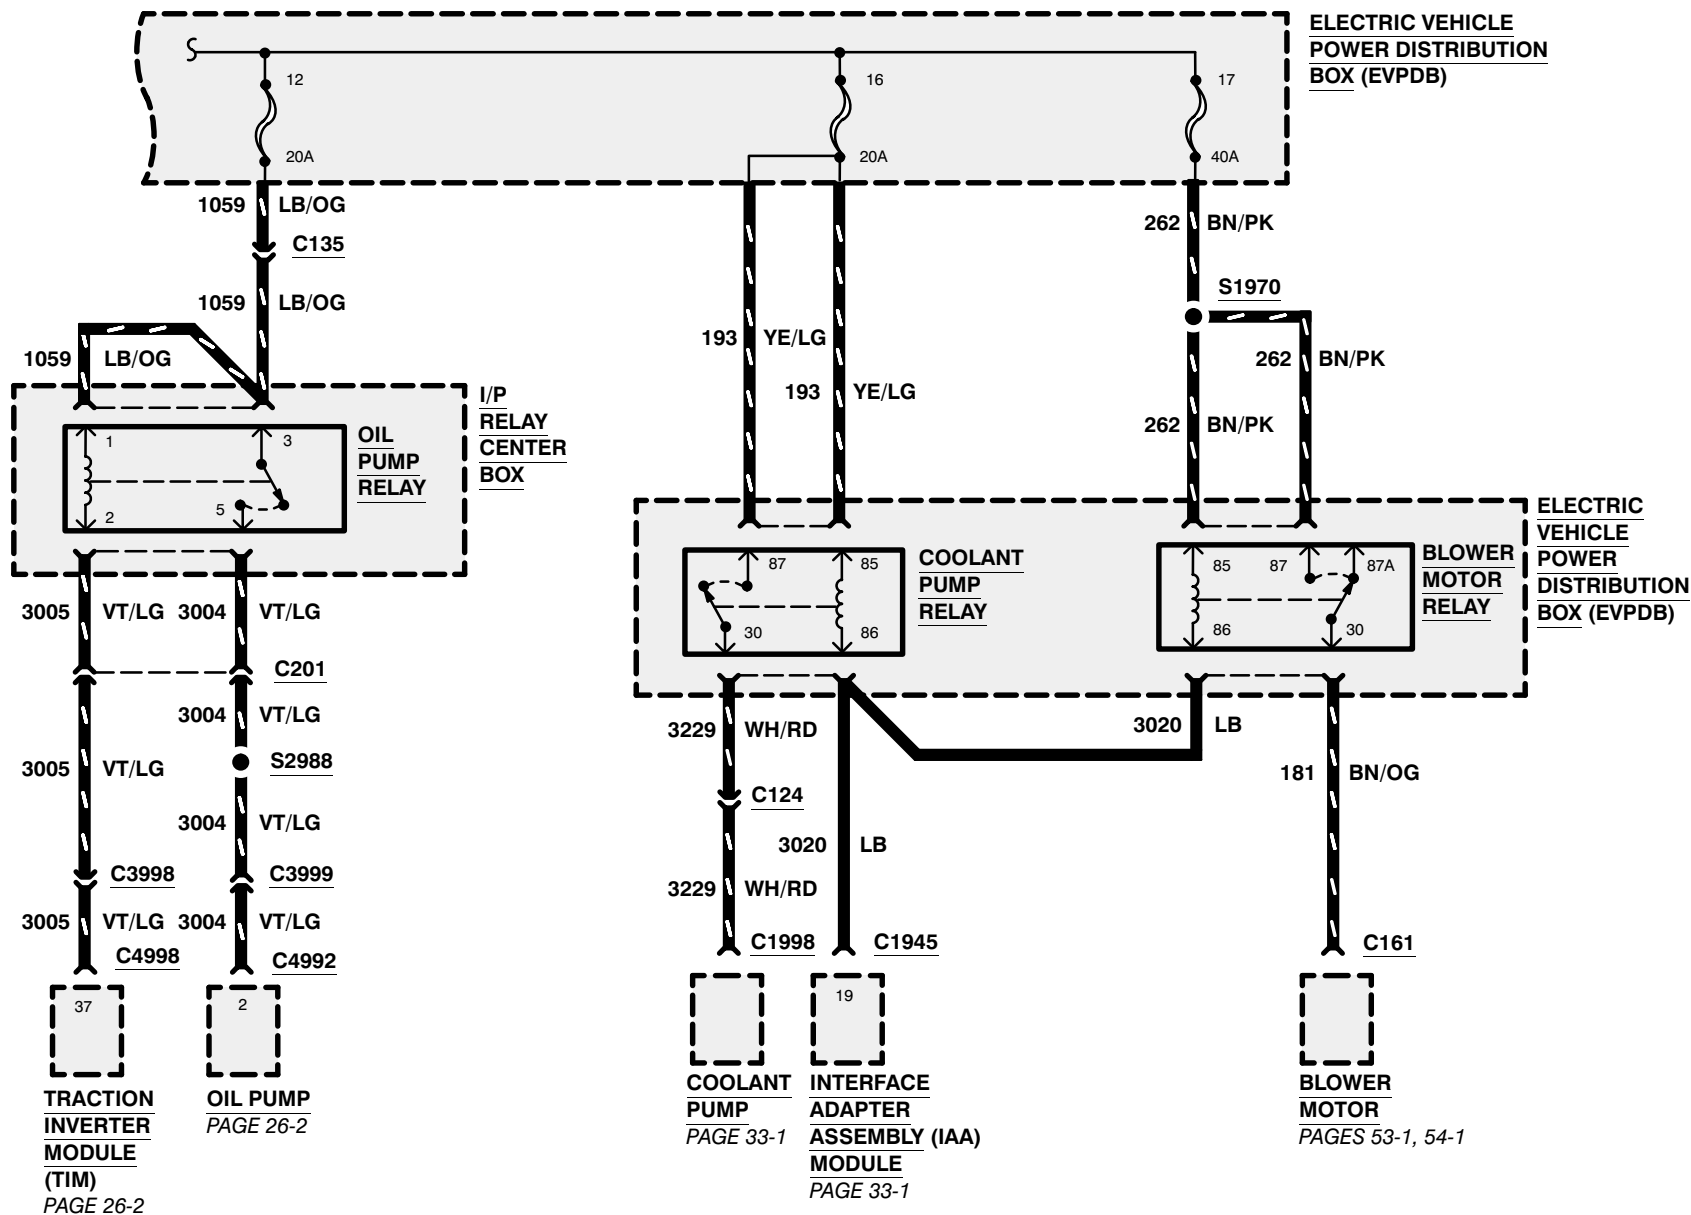 ELECTRIC VEHICLE
POWER DISTRIBUTION
BOX (EVPDB)
12
16
17
20A
20A
40A
1059 LB/OG
262 BN/PK
C135
S1970
1059 LB/OG
193 YE/LG
1059 LB/OG
262 BN/PK
193 YE/LG
262 BN/PK
I/P
RELAY
CENTER
BOX
OIL
PUMP
RELAY
1
3
5
2
ELECTRIC
VEHICLE
POWER
DISTRIBUTION
BOX (EVPDB)
COOLANT
PUMP
RELAY
87
85
30
86
BLOWER
MOTOR
RELAY
85
87
87A
86
30
3005 VT/LG 3004 VT/LG
C201
3004 VT/LG
3229 WH/RD
3020 LB
S2988
3005 VT/LG
181 BN/OG
C124
3004 VT/LG
3020 LB
C3998
C3999
3229 WH/RD
3005 VT/LG 3004 VT/LG
C4998
C4992
C1998
C1945
C161
37
2
19
TRACTION
INVERTER
MODULE
(TIM)
PAGE 26-2
OIL PUMP
PAGE 26-2
COOLANT
PUMP
PAGE 33-1
INTERFACE
ADAPTER
ASSEMBLY (IAA)
MODULE
PAGE 33-1
BLOWER
MOTOR
PAGES 53-1, 54-1